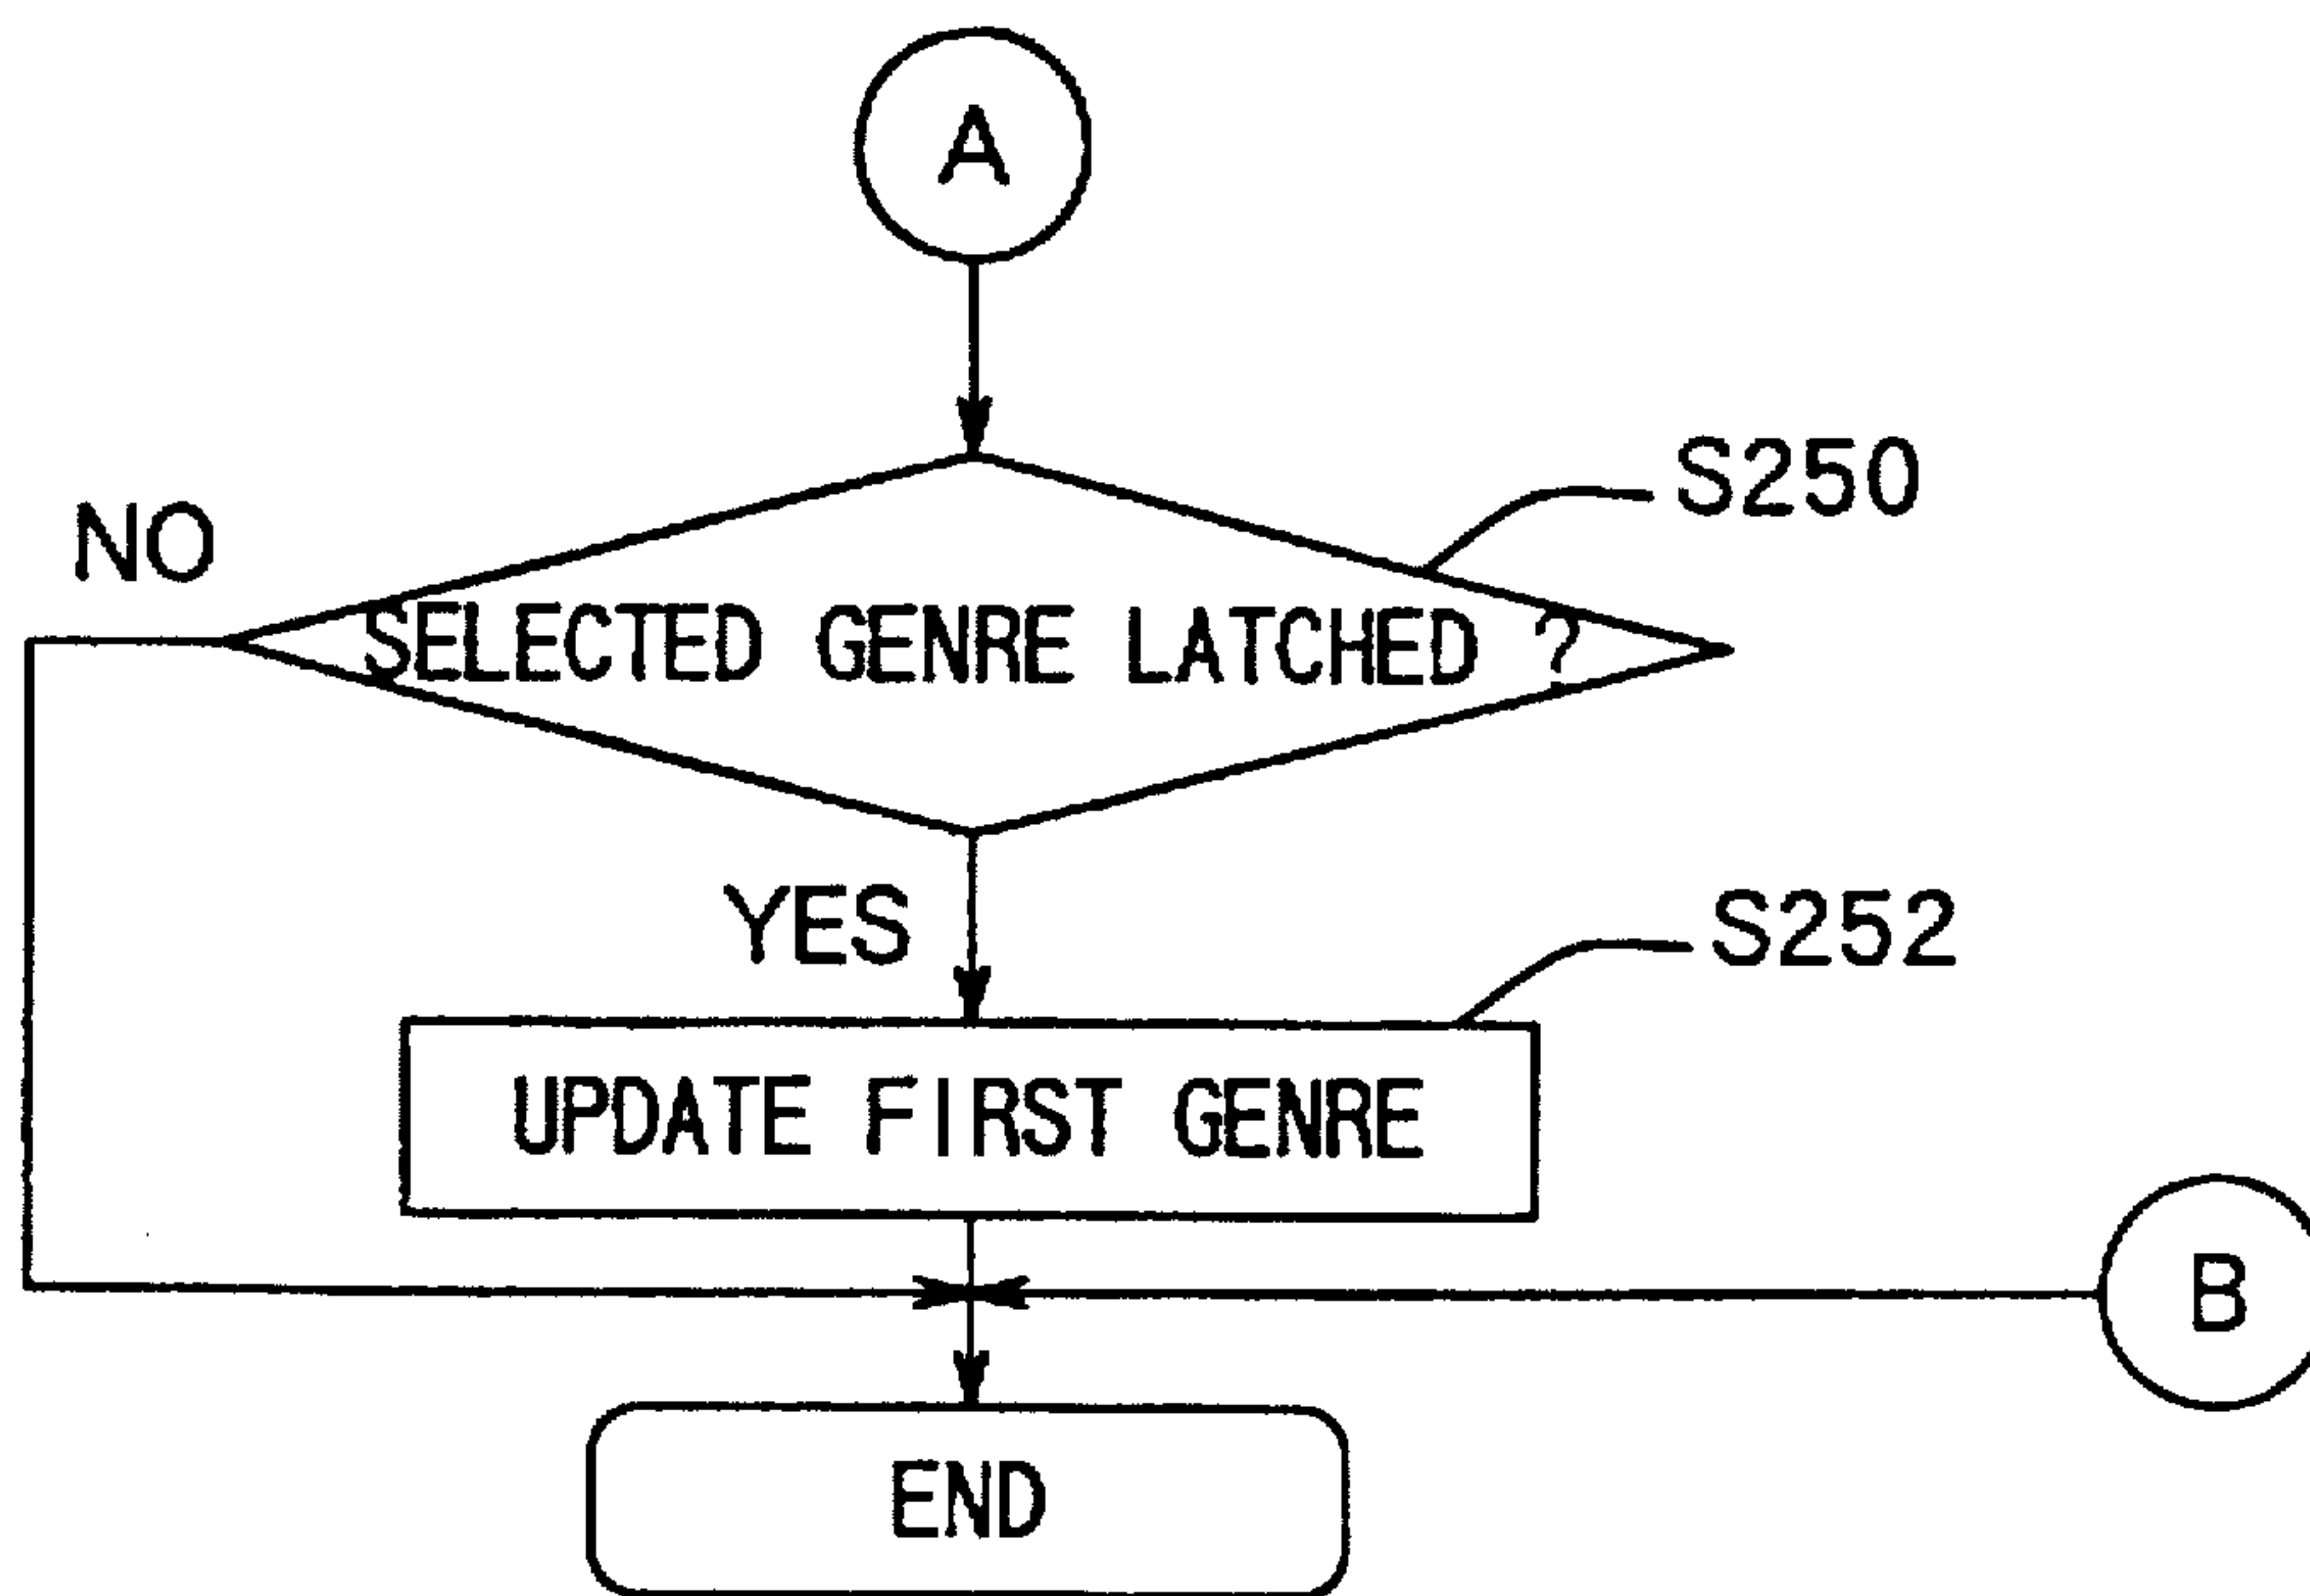 A
S250
NO
SELECTED GENRE LATCHED ?
YES
S252
UPDATE FIRST GENRE
B
END